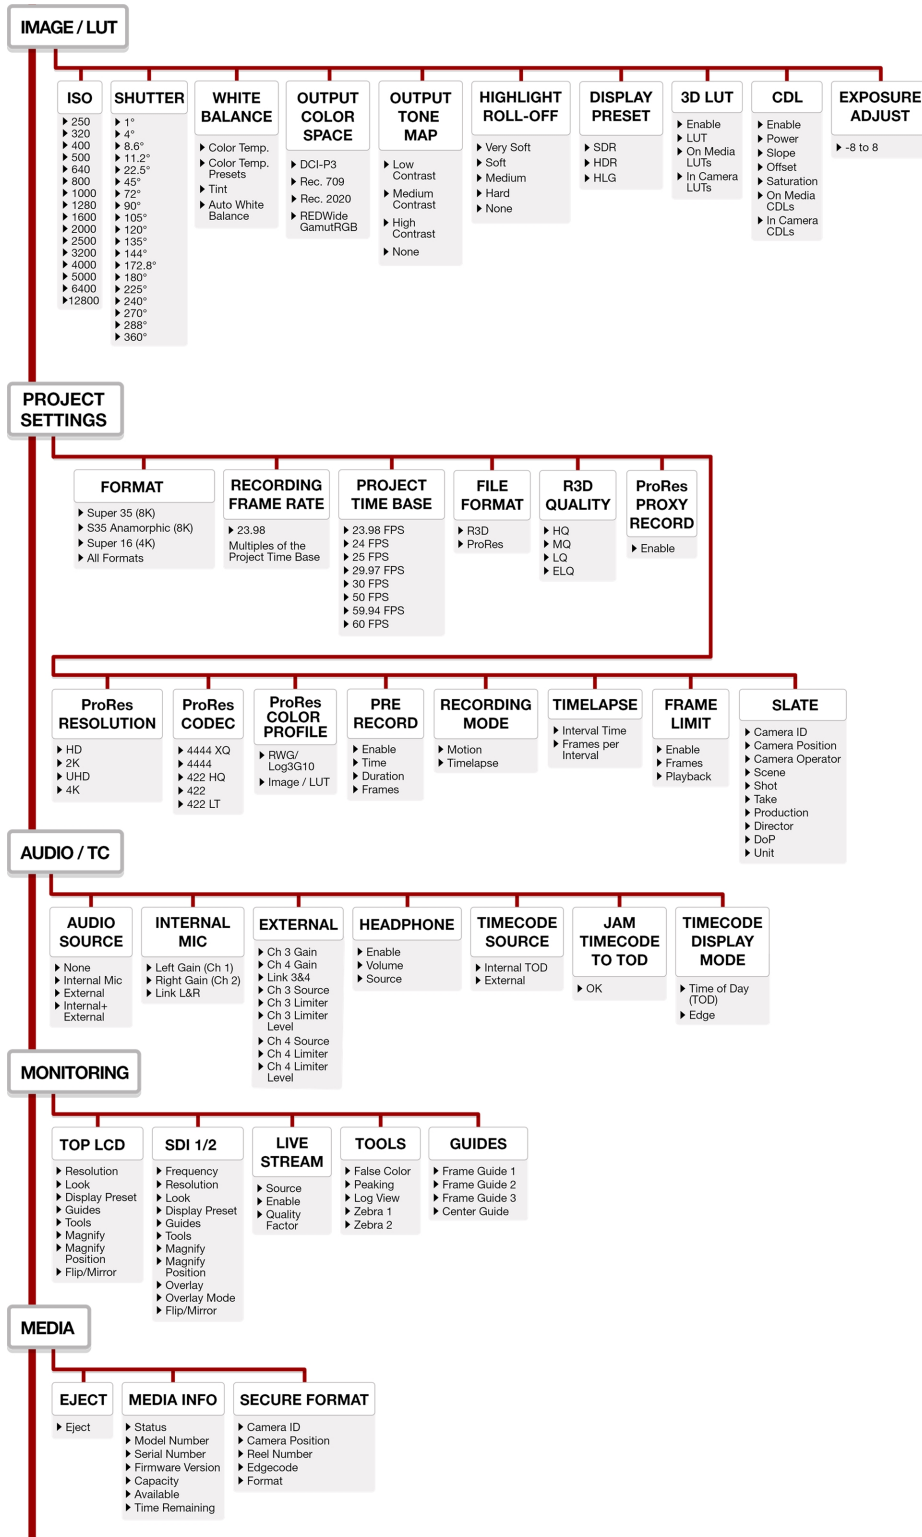 IMAGE / LUT
ISO
250
320
400
500
640
800
1000
1280
1600
2000
2500
3200
4000
5000
6400
12800
SHUTTER
1°
4°
8.6°
11.2°
22.5°
45°
72°
90°
105°
120°
135°
144°
172.8°
180°
225°
240°
270°
288°
360°
WHITE
BALANCE
Color Temp.
Color Temp.
Presets
Tint
Auto White
Balance
OUTPUT
COLOR
SPACE
DCI-P3
Rec. 709
Rec. 2020
REDWide
GamutRGB
OUTPUT
TONE
MAP
Low
Contrast
Medium
Contrast
High
Contrast
None
HIGHLIGHT
ROLL-OFF
Very Soft
Soft
Medium
Hard
None
DISPLAY
PRESET
SDR
HDR
HLG
3D LUT
Enable
LUT
On Media
LUTs
In Camera
LUTs
CDL
Enable
Power
Slope
Offset
Saturation
On Media
CDLs
In Camera
CDLs
EXPOSURE
ADJUST
-8 to 8
PROJECT
SETTINGS
FORMAT
Super 35 (8K)
S35 Anamorphic (8K)
Super 16 (4K)
All Formats
RECORDING
FRAME RATE
23.98
Multiples of the
Project Time Base
PROJECT
TIME BASE
23.98 FPS
24 FPS
25 FPS
29.97 FPS
30 FPS
50 FPS
59.94 FPS
60 FPS
FILE
FORMAT
R3D
ProRes
R3D
QUALITY
HQ
MQ
LQ
ELQ
ProRes
PROXY
RECORD
Enable
ProRes
RESOLUTION
HD
2K
UHD
4K
ProRes
CODEC
4444 XQ
4444
422 HQ
422
422 LT
ProRes
COLOR
PROFILE
RWG/
Log3G10
Image / LUT
PRE
RECORD
Enable
Time
Duration
Frames
RECORDING
MODE
Motion
Timelapse
TIMELAPSE
Interval Time
Frames per
Interval
FRAME
LIMIT
Enable
Frames
Playback
SLATE
Camera ID
Camera Position
Camera Operator
Scene
Shot
Take
Production
Director
DoP
Unit
AUDIO / TC
AUDIO
SOURCE
None
Internal Mic
External
Internal+
External
INTERNAL
MIC
Left Gain (Ch 1)
Right Gain (Ch 2)
Link L&R
EXTERNAL
Ch 3 Gain
Ch 4 Gain
Link 3&4
Ch 3 Source
Ch 3 Limiter
Ch 3 Limiter
Level
Ch 4 Source
Ch 4 Limiter
Ch 4 Limiter
Level
HEADPHONE
Enable
Volume
Source
TIMECODE
SOURCE
Internal TOD
External
JAM
TIMECODE
TO TOD
OK
TIMECODE
DISPLAY
MODE
Time of Day
(TOD)
Edge
MONITORING
TOP LCD
Resolution
Look
Display Preset
Guides
Tools
Magnify
Magnify
Position
Flip/Mirror
SDI 1/2
Frequency
Resolution
Look
Display Preset
Guides
Tools
Magnify
Magnify
Position
Overlay
Overlay Mode
Flip/Mirror
LIVE
STREAM
Source
Enable
Quality
Factor
TOOLS
False Color
Peaking
Log View
Zebra 1
Zebra 2
GUIDES
Frame Guide 1
Frame Guide 2
Frame Guide 3
Center Guide
MEDIA
EJECT
Eject
MEDIA INFO
Status
Model Number
Serial Number
Firmware Version
Capacity
Available
Time Remaining
SECURE FORMAT
Camera ID
Camera Position
Reel Number
Edgecode
Format